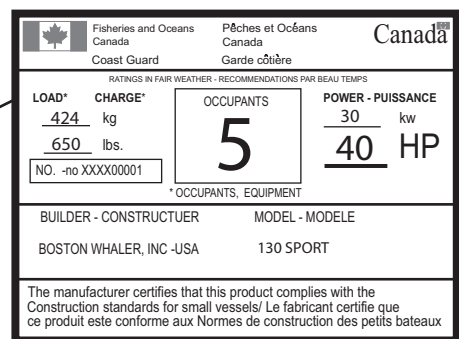 Fisheries and Oceans Pêches et Océans Canadä
Canada Canada
Coast Guard Garde côtière
RATINGS IN FAIR WEATHER - RECOMMENDATIONS PAR BEAU TEMPS
LOAD* CHARGE* OCCUPANTS POWER - PUISSANCE
424 kg 5 30 kw
650 lbs. 40 HP
NO. -no XXXX00001
* OCCUPANTS, EQUIPMENT
BUILDER - CONSTRUCTUER MODEL - MODELE
BOSTON WHALER, INC -USA 130 SPORT
The manufacturer certifies that this product complies with the
Construction standards for small vessels/ Le fabricant certifie que
ce produit este conforme aux Normes de construction des petits bateaux